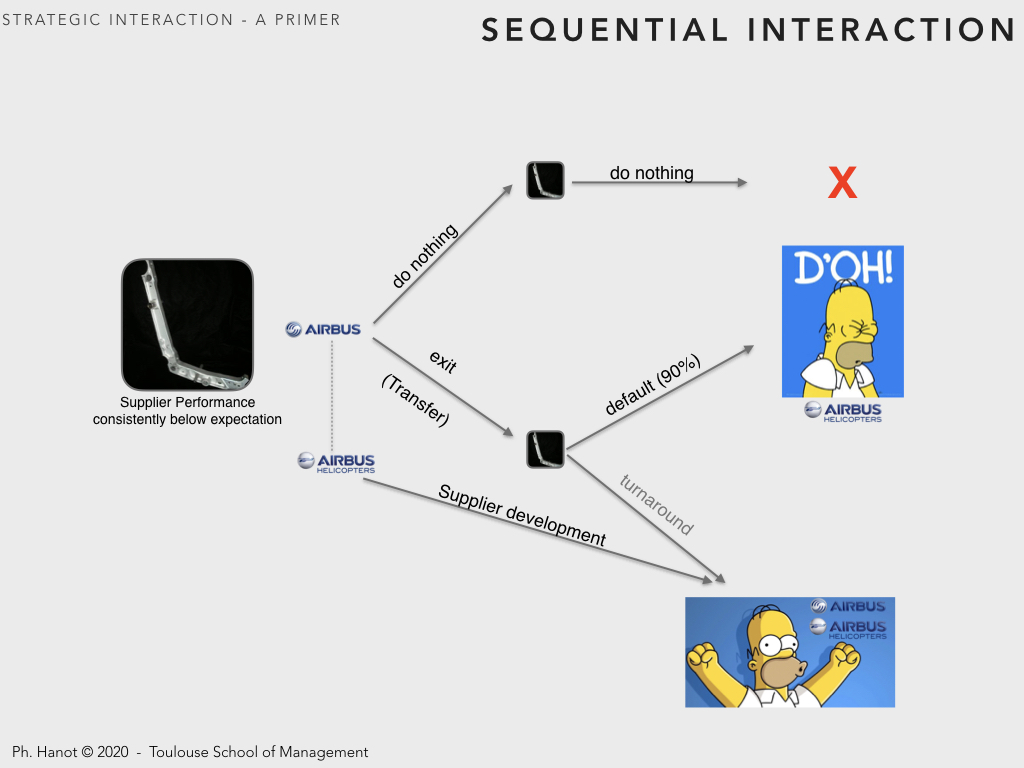 STRATEGIC INTERACTION - A PRIMER
SEQUENTIAL INTERACTION
do nothing
X
do nothing
D'OH!
AIRBUS
exit
(Transfer)
default (90%)
Supplier Performance
consistently below expectation
AIRBUS
HELICOPTERS
AIRBUS
HELICOPTERS
turnaround
Supplier development
AIRBUS
AIRBUS
HELICOPTERS
Ph. Hanot © 2020 - Toulouse School of Management